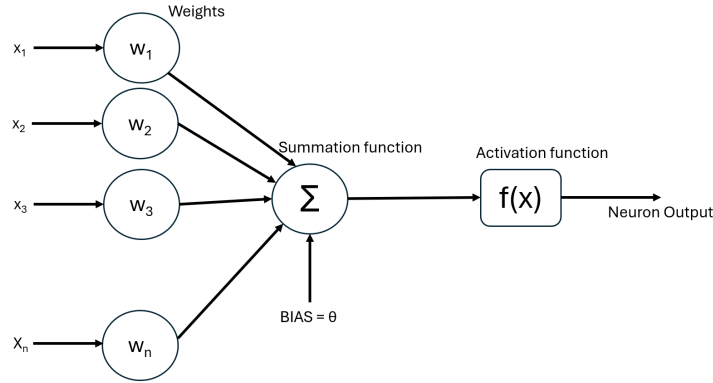 Weights
x₁
w₁
x₂
w₂
Summation function
Activation function
x₃
w₃
Σ
f(x)
Neuron Output
BIAS = θ
Xₙ
wₙ